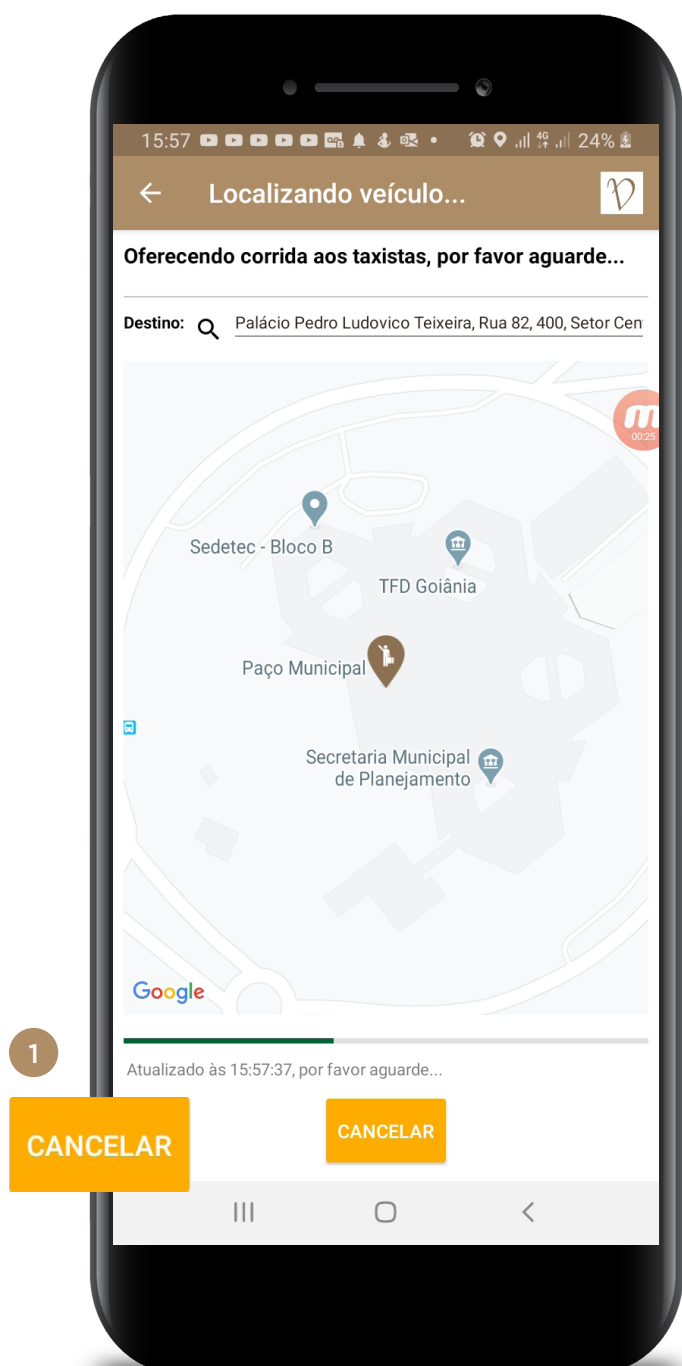 15:57
4G
24%
Localizando veículo...
V
Oferecendo corrida aos taxistas, por favor aguarde...
Destino:
Palácio Pedro Ludovico Teixeira, Rua 82, 400, Setor Cen
00:25
Sedetec - Bloco B
TFD Goiânia
Paço Municipal
Secretaria Municipal
de Planejamento
Google
1
Atualizado às 15:57:37, por favor aguarde...
CANCELAR
CANCELAR